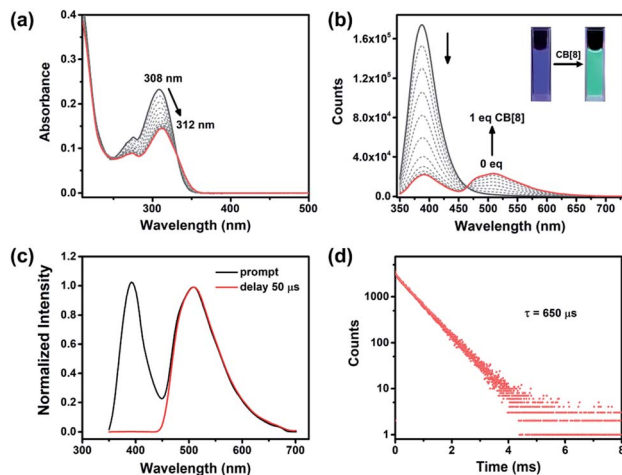 (a)
Absorbance
0.4
0.3
0.2
0.1
0.0
308 nm
312 nm
300
400
500
Wavelength (nm)
(b)
Counts
1.6x10⁵
1.2x10⁵
8.0x10⁴
4.0x10⁴
0.0
CB[8]
1 eq CB[8]
0 eq
350 400 450 500 550 600 650 700
Wavelength (nm)
(c)
Normalized Intensity
1.2
1.0
0.8
0.6
0.4
0.2
0.0
prompt
delay 50 μs
300 400 500 600 700
Wavelength (nm)
(d)
Counts
1000
100
10
1
τ = 650 μs
0 2 4 6 8
Time (ms)